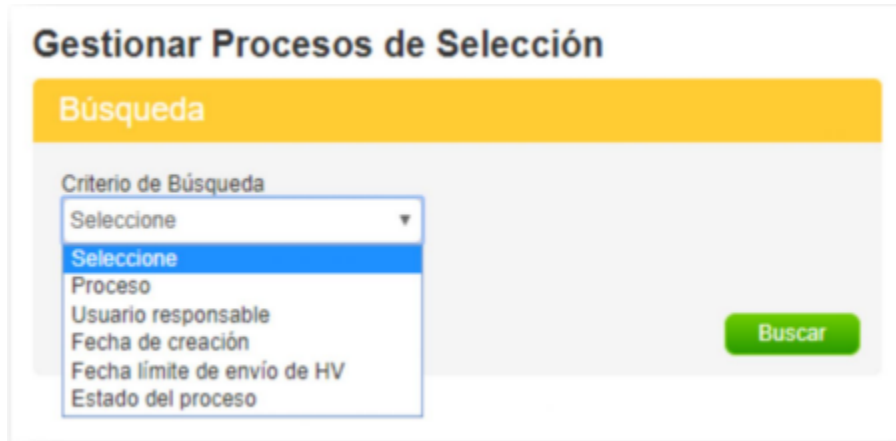 Gestionar Procesos de Selección
Búsqueda
Criterio de Búsqueda
Seleccione
Seleccione
Proceso
Usuario responsable
Fecha de creación
Fecha límite de envío de HV
Estado del proceso
Buscar